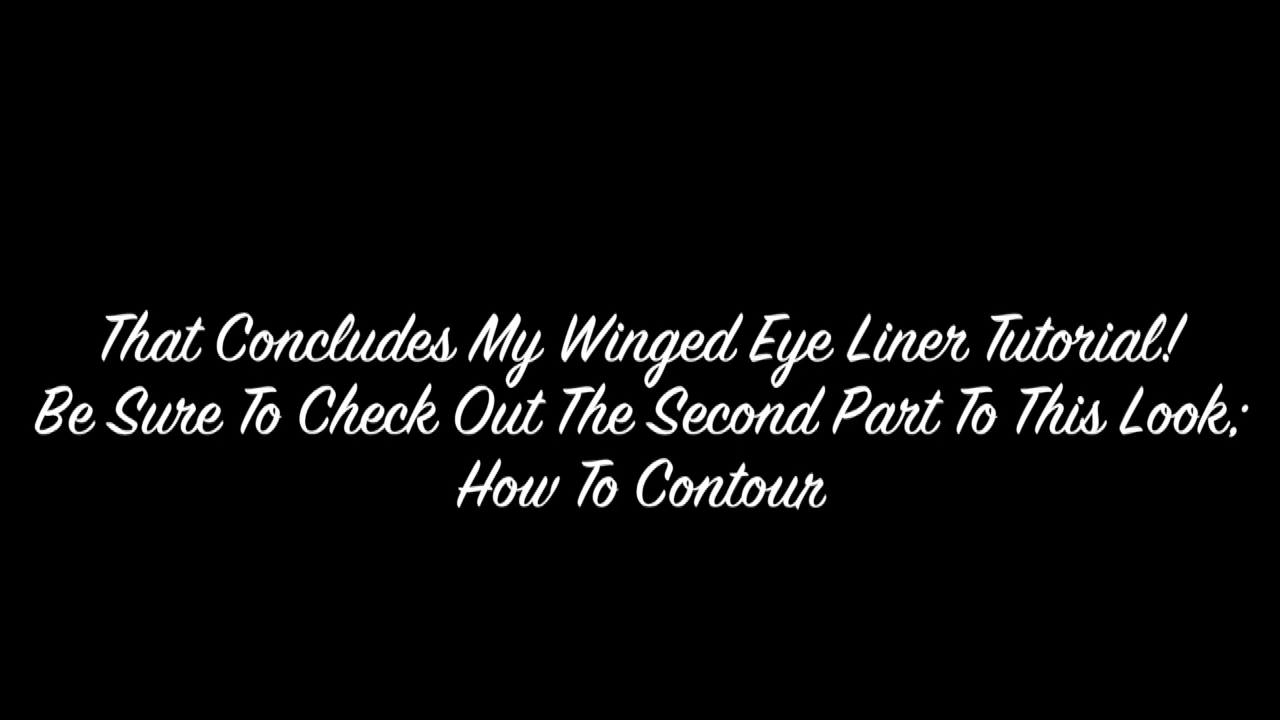 That Concludes My Winged Eye Liner Tutorial!
Be Sure To Check Out The Second Part To This Look;
How To Contour